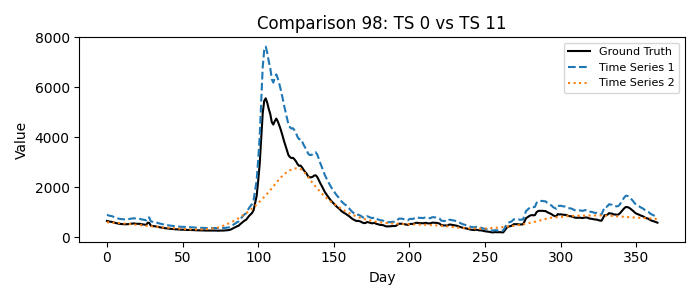 Comparison 98: TS 0 vs TS 11
8000
6000
4000
2000
0
Value
0 50 100 150 200 250 300 350
Day
Ground Truth
Time Series 1
Time Series 2